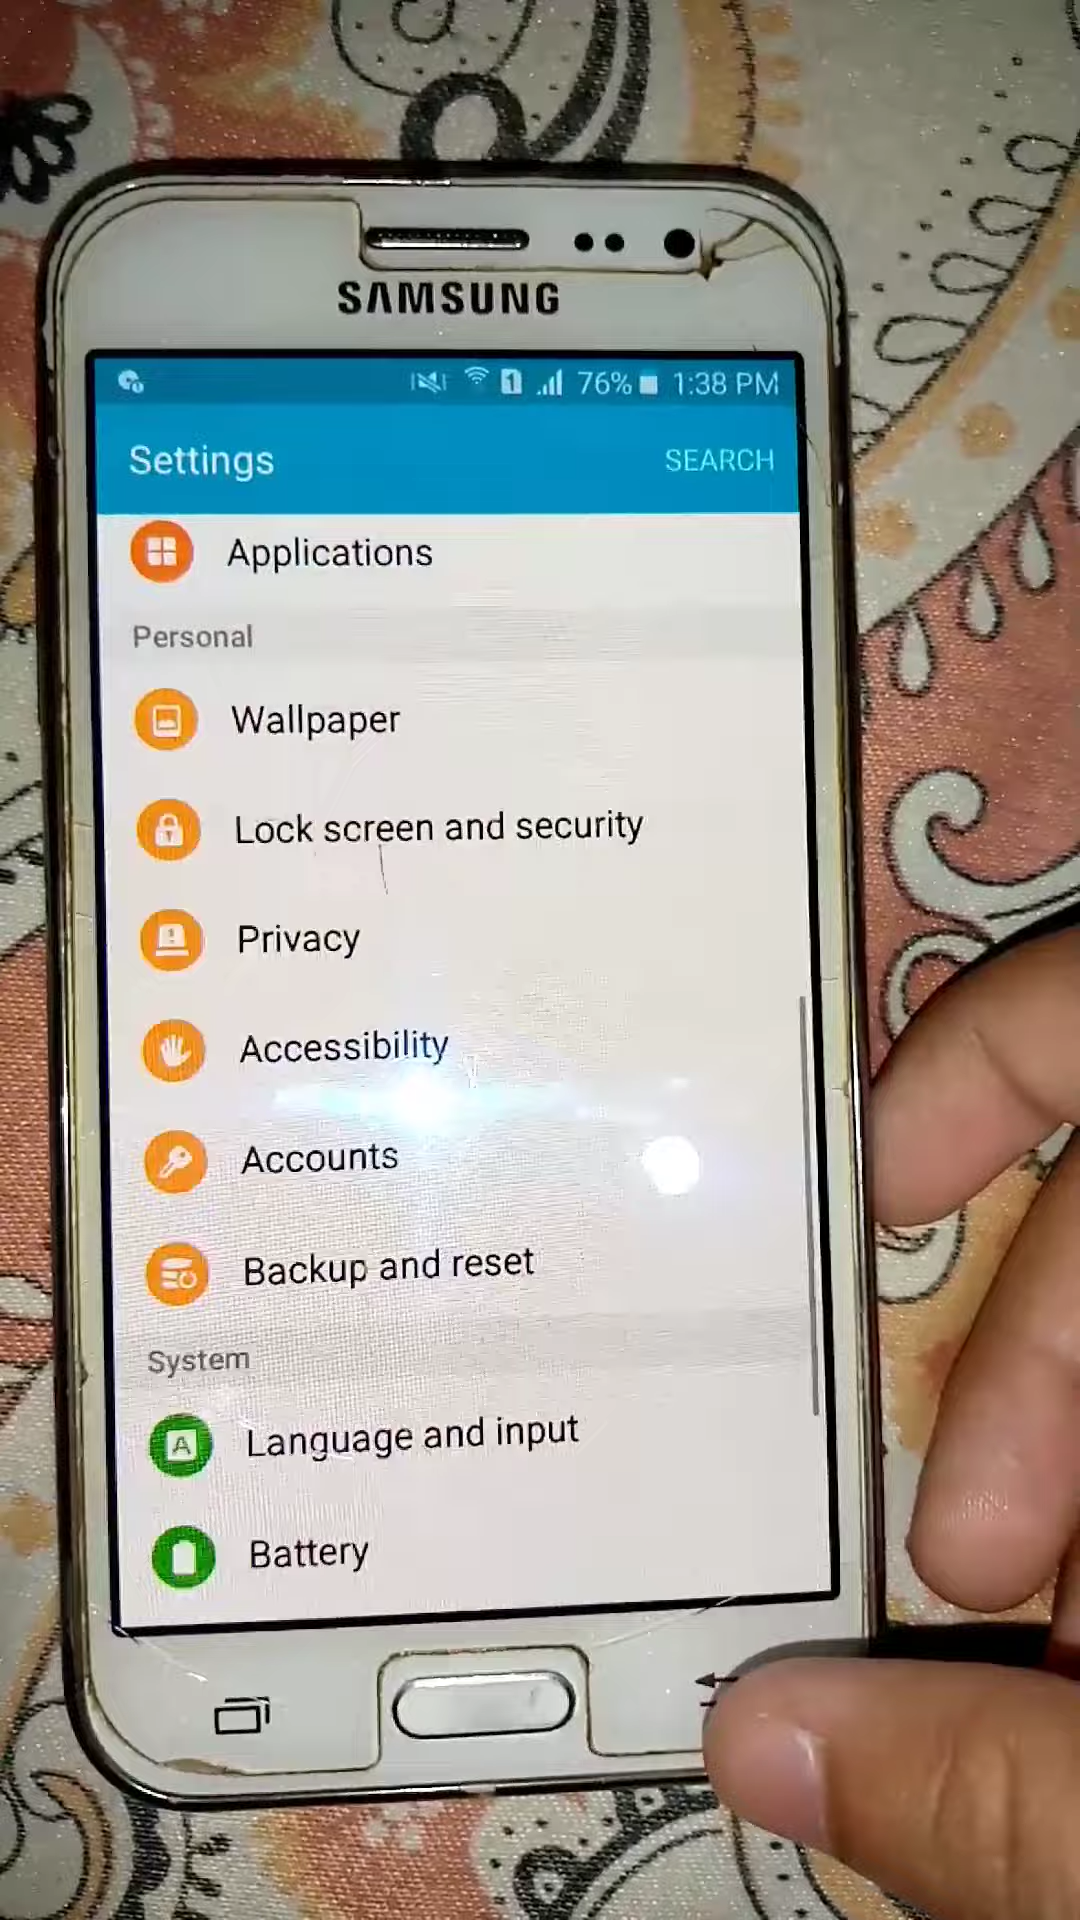 SAMSUNG
1 76% 1:38 PM
Settings SEARCH
Applications
Personal
Wallpaper
Lock screen and security
Privacy
Accessibility
Accounts
Backup and reset
System
A Language and input
Battery